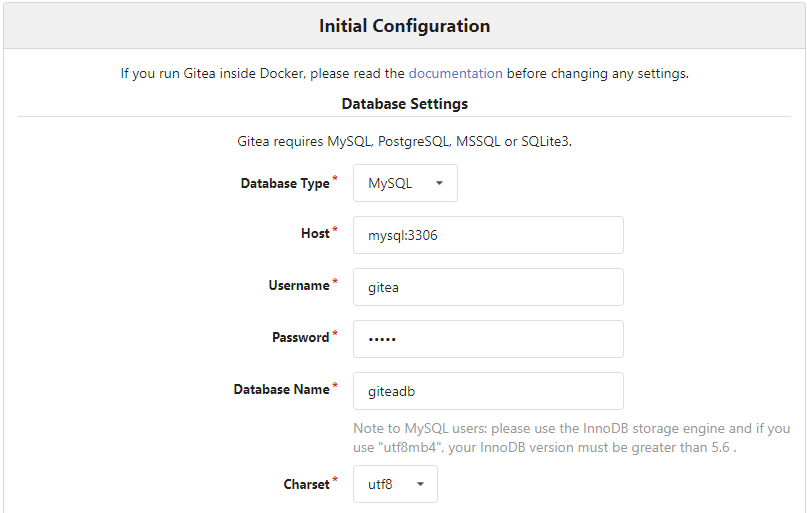 Initial Configuration
If you run Gitea inside Docker, please read the documentation before changing any settings.
Database Settings
Gitea requires MySQL, PostgreSQL, MSSQL or SQLite3.
Database Type* MySQL
Host* mysql:3306
Username* gitea
Password* •••••
Database Name* giteadb
Note to MySQL users: please use the InnoDB storage engine and if you
use "utf8mb4", your InnoDB version must be greater than 5.6 .
Charset* utf8